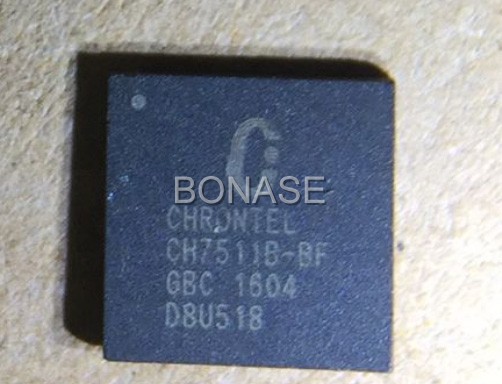 BONASE
CHRONTEL
CH7511B-BF
GBC 1604
D8U518